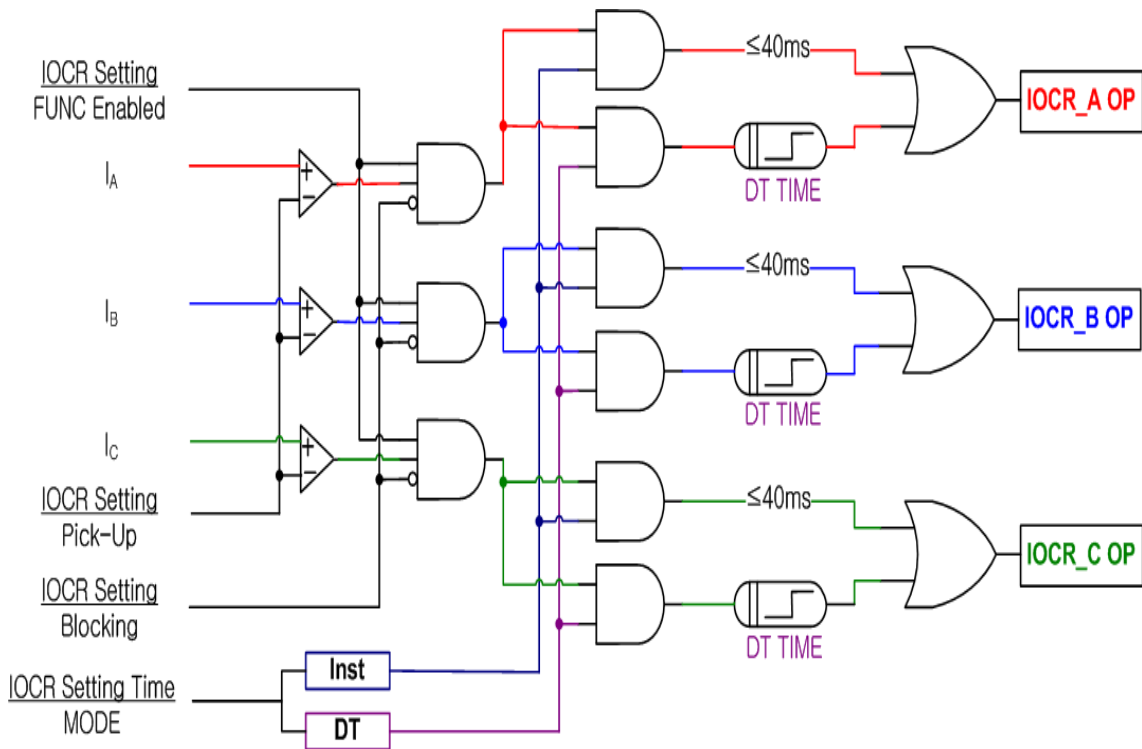 IOCR Setting
FUNC Enabled
IA
IB
IC
IOCR Setting
Pick-Up
IOCR Setting
Blocking
IOCR Setting Time
MODE
Inst
DT
+
−
+
−
+
−
≤40ms
DT TIME
IOCR_A OP
≤40ms
DT TIME
IOCR_B OP
≤40ms
DT TIME
IOCR_C OP